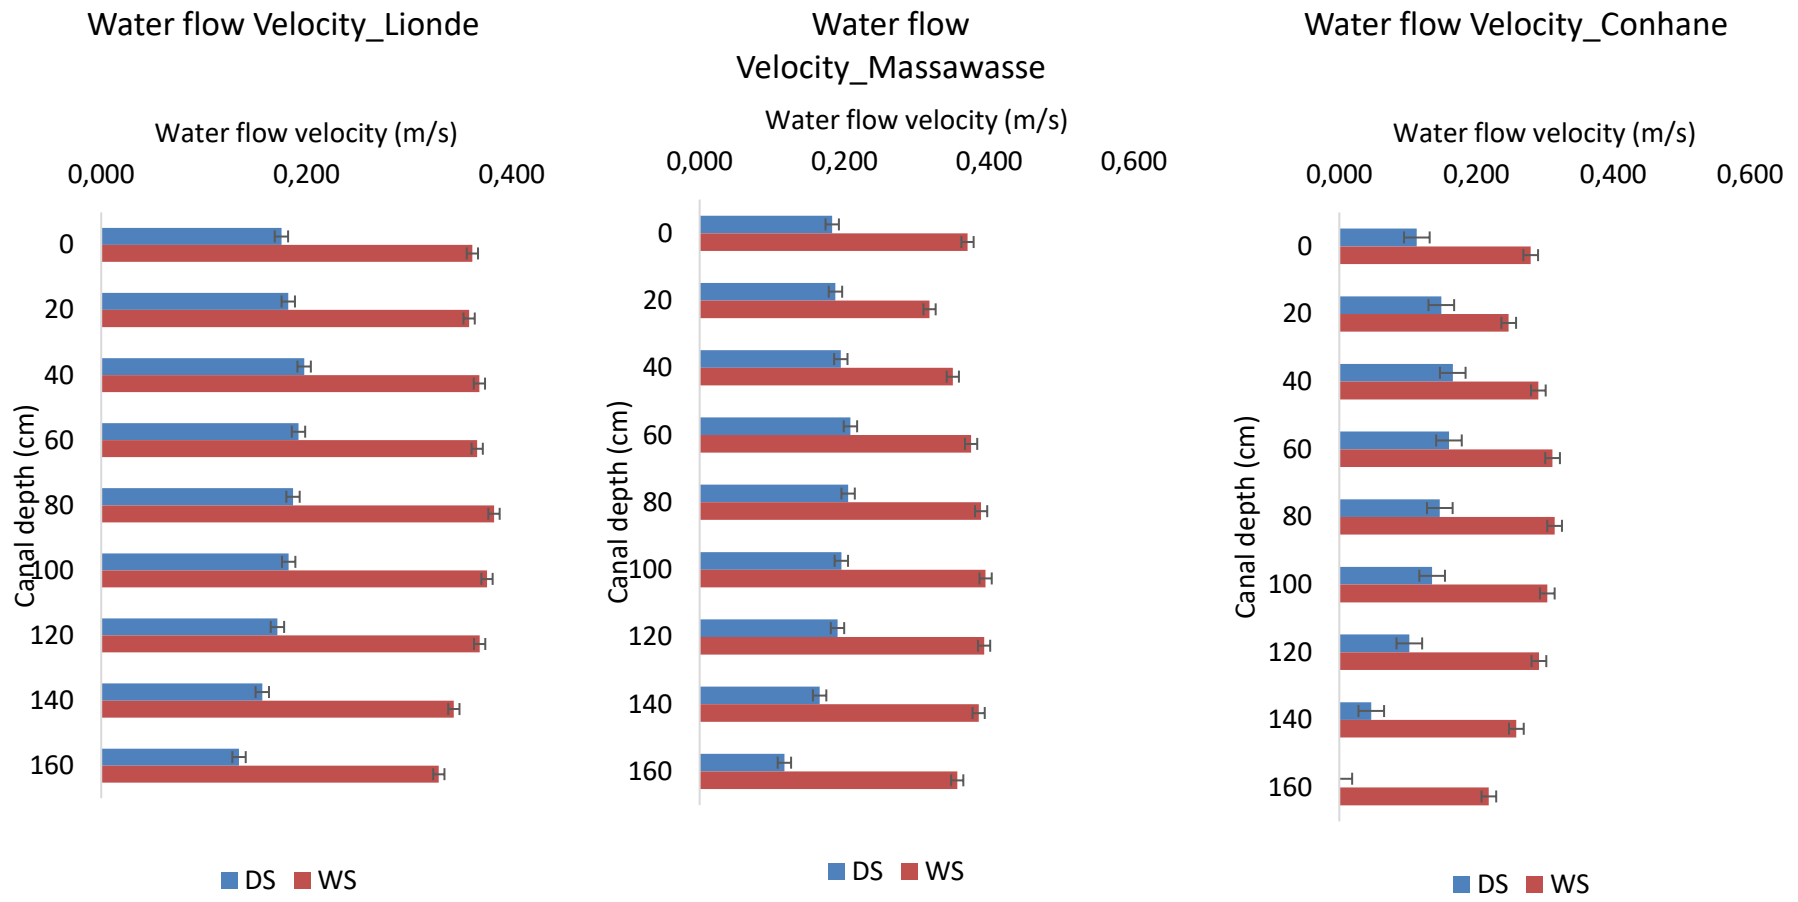 Water flow Velocity_Lionde
Water flow velocity (m/s)
0,000 0,200 0,400
Canal depth (cm)
0
20
40
60
80
100
120
140
160
DS WS
Water flow
Velocity_Massawasse
Water flow velocity (m/s)
0,000 0,200 0,400 0,600
Canal depth (cm)
0
20
40
60
80
100
120
140
160
DS WS
Water flow Velocity_Conhane
Water flow velocity (m/s)
0,000 0,200 0,400 0,600
Canal depth (cm)
0
20
40
60
80
100
120
140
160
DS WS